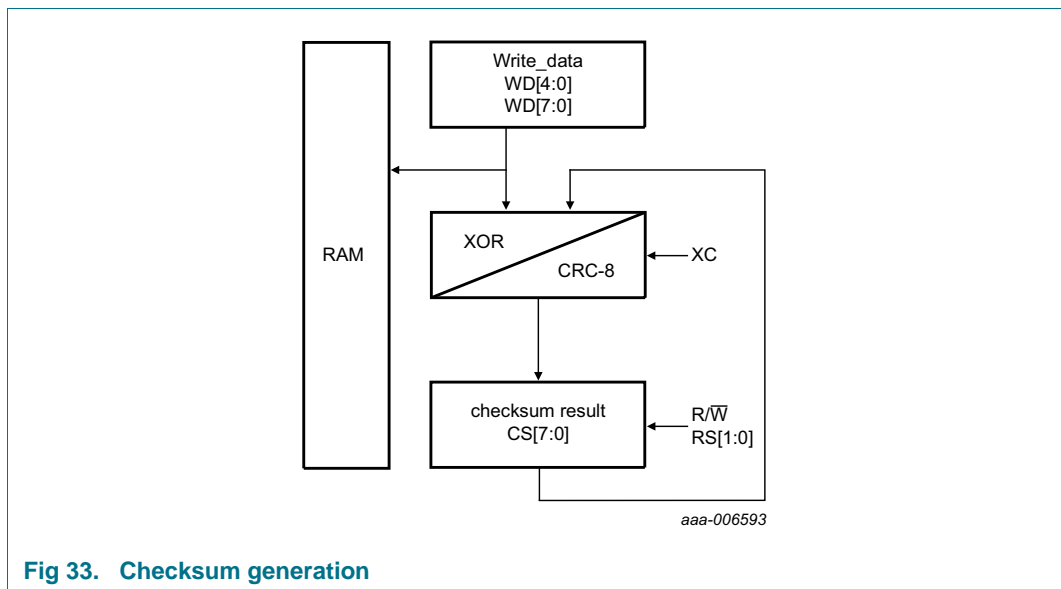 Write_data
WD[4:0]
WD[7:0]
RAM
XOR
CRC-8
XC
checksum result
CS[7:0]
R/W̅
RS[1:0]
aaa-006593
Fig 33. Checksum generation